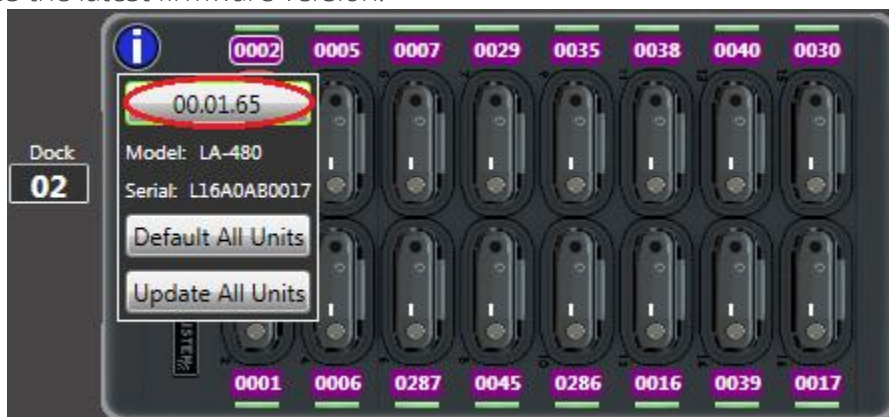 0002 0005 0007 0029 0035 0038 0040 0030
00.01.65
Dock
02
Model: LA-480
Serial: L16A0AB0017
Default All Units
Update All Units
0001 0006 0287 0045 0286 0016 0039 0017